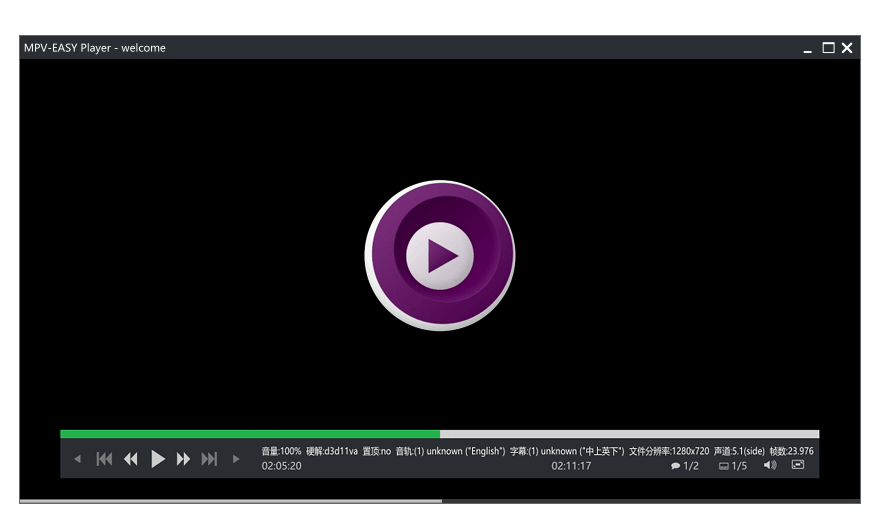 MPV-EASY Player - welcome
音量:100% 硬解:d3d11va 置顶:no 音轨:(1) unknown ("English") 字幕:(1) unknown ("中上英下") 文件分辨率:1280x720 声道:5.1(side) 帧数:23.976
02:05:20 02:11:17 1/2 1/5